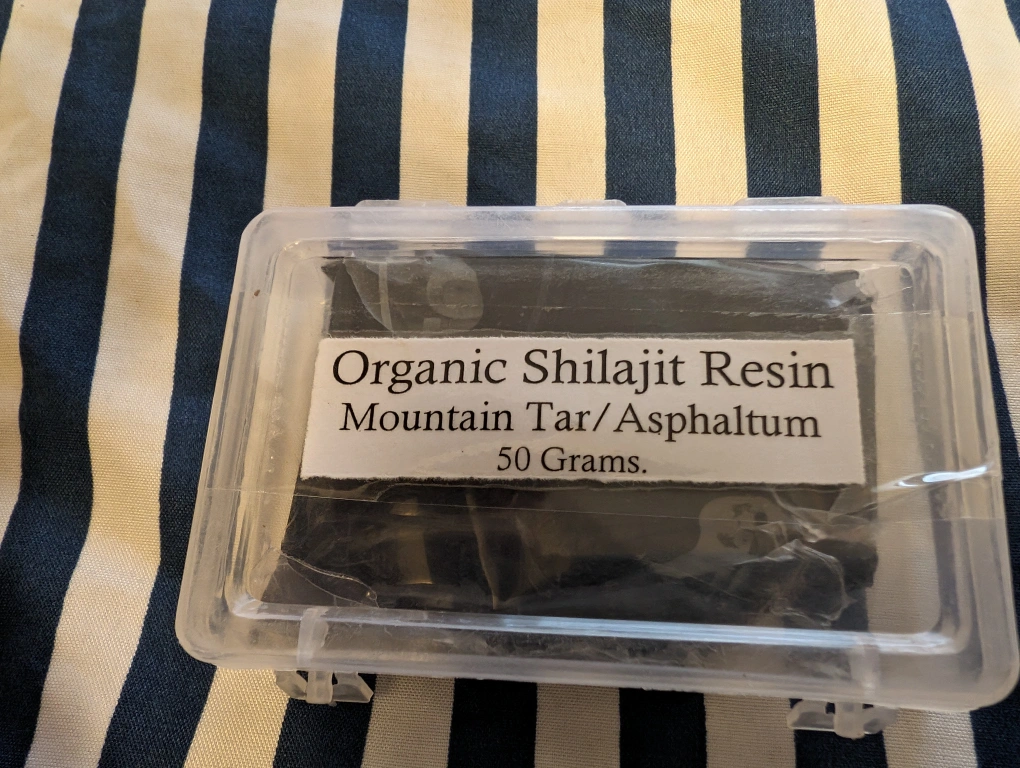 Organic Shilajit Resin
Mountain Tar/Asphaltum
50 Grams.